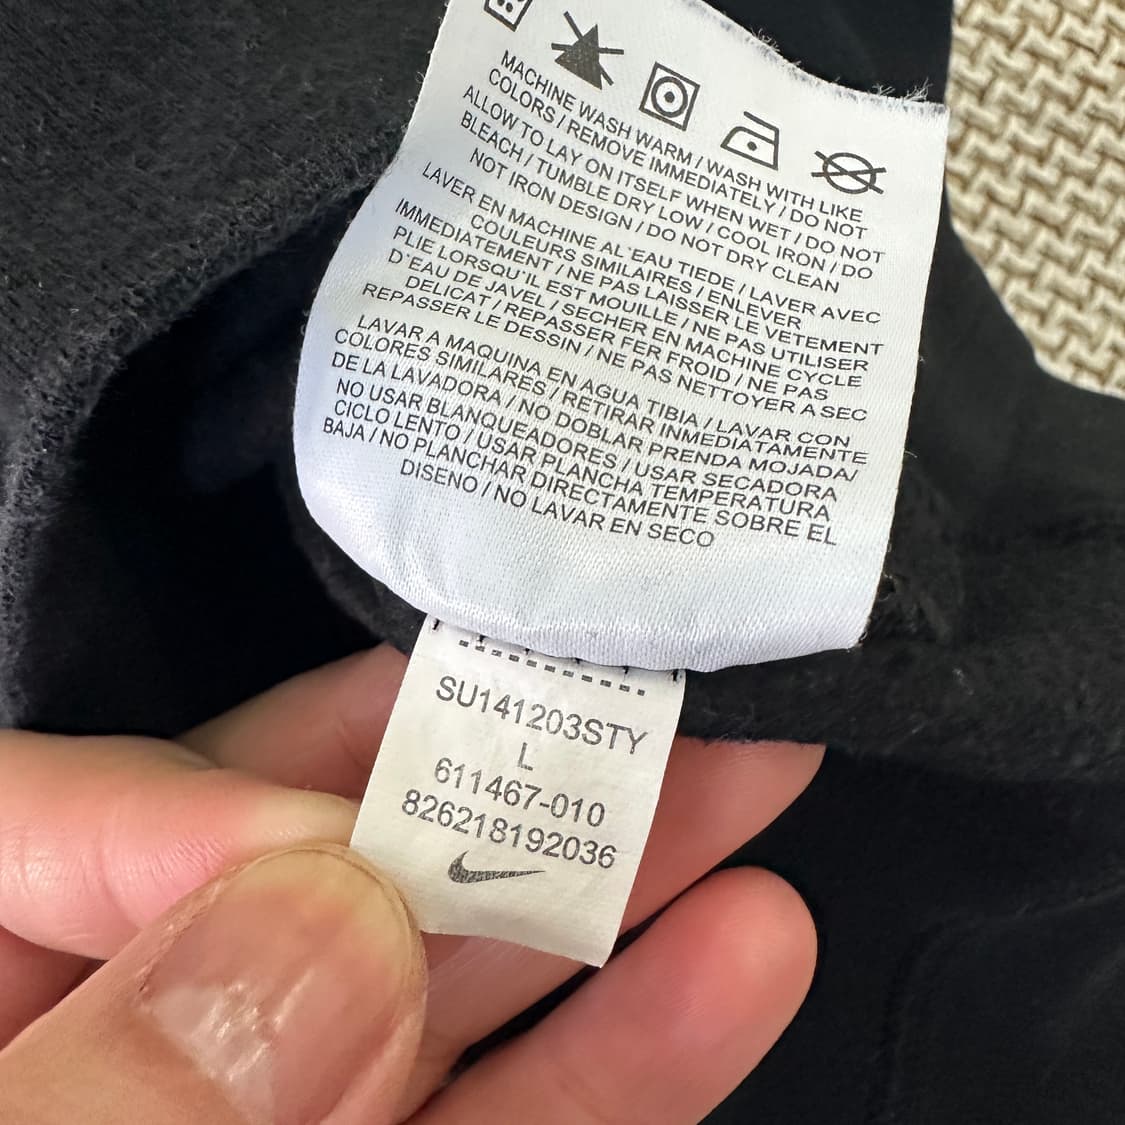 MACHINE WASH WARM / WASH WITH LIKE
COLORS / REMOVE IMMEDIATELY / DO NOT
ALLOW TO LAY ON ITSELF WHEN WET / DO NOT
BLEACH / TUMBLE DRY LOW / COOL IRON / DO
NOT IRON DESIGN / DO NOT DRY CLEAN
LAVER EN MACHINE AL'EAU TIEDE / LAVER AVEC
COULEURS SIMILAIRES / ENLEVER
IMMEDIATEMENT / NE PAS LAISSER LE VETEMENT
PLIE LORSQU'IL EST MOUILLE / NE PAS UTILISER
D'EAU DE JAVEL / SECHER EN MACHINE CYCLE
DELICAT / REPASSER FER FROID / NE PAS
REPASSER LE DESSIN / NE PAS NETTOYER A SEC
LAVAR A MAQUINA EN AGUA TIBIA / LAVAR CON
COLORES SIMILARES / RETIRAR INMEDIATAMENTE
DE LA LAVADORA / NO DOBLAR PRENDA MOJADA/
NO USAR BLANQUEADORES / USAR SECADORA
CICLO LENTO / USAR PLANCHA TEMPERATURA
BAJA / NO PLANCHAR DIRECTAMENTE SOBRE EL
DISENO / NO LAVAR EN SECO
SU141203STY
L
611467-010
826218192036